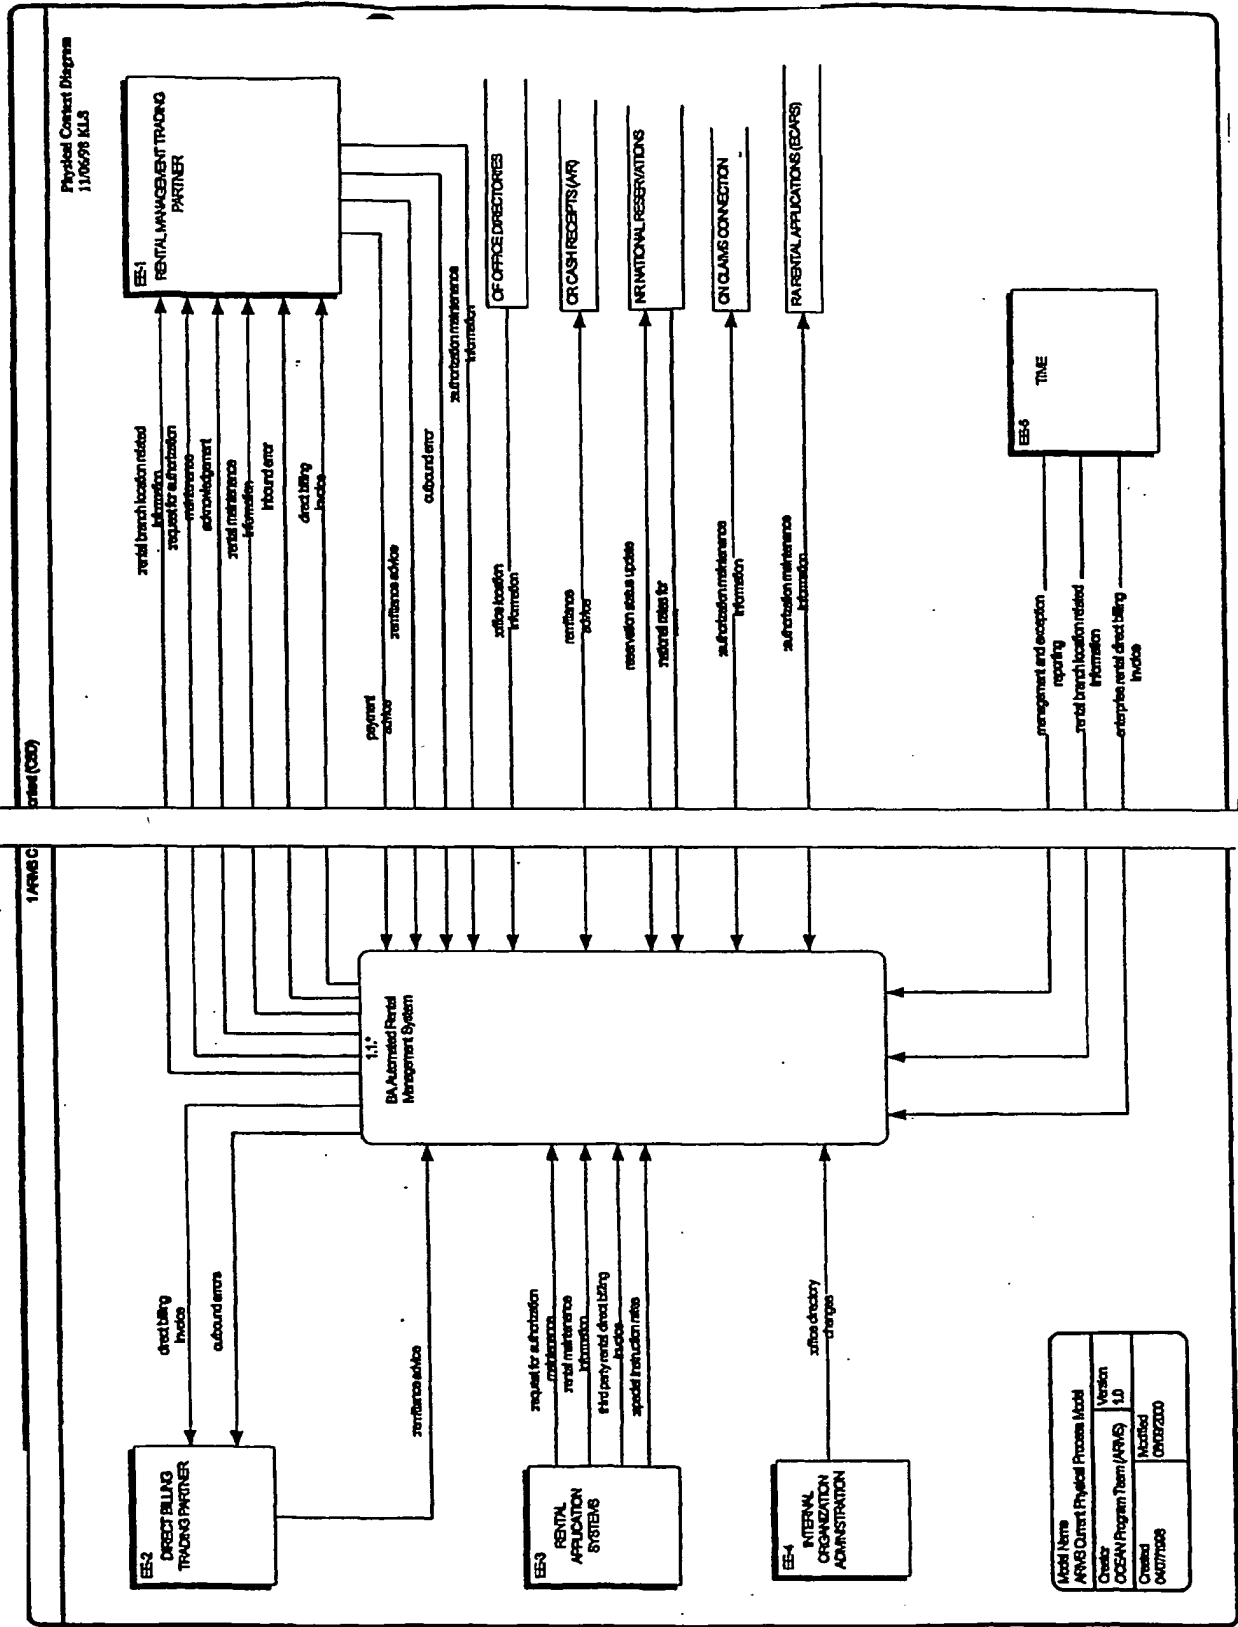 1 ARMS C
ontext (CSD)
Physical Context Diagram
11/06/98 KLS
EE-2
DIRECT BILLING
TRADING PARTNER
direct billing
invoice
outbound errors
remittance advice
EE-3
RENTAL
APPLICATION
SYSTEMS
request for authorization
maintenance
rental maintenance
information
third party rental direct billing
invoice
special instruction rates
EE-4
INTERNAL
ORGANIZATION
ADMINISTRATION
office directory
changes
1.1.*
BA Automated Rental
Management System
EE-1
RENTAL MANAGEMENT TRADING
PARTNER
rental branch location related
information
request for authorization
maintenance
acknowledgement
rental maintenance
information
inbound error
direct billing
invoice
payment
advice
remittance advice
outbound error
authorization maintenance
information
OF OFFICE DIRECTORIES
office location
information
CR CASH RECEIPTS (A/R)
remittance
advice
NR NATIONAL RESERVATIONS
reservation status update
national rates for
CN CLAIMS CONNECTION
authorization maintenance
information
RA RENTAL APPLICATIONS (ECARS)
authorization maintenance
information
EE-5
TIME
management and exception
reporting
rental branch location related
information
enterprise rental direct billing
invoice
Model Name
ARMS Current Physical Process Model
Creator
OCEAN Program Team (ARMS)
Version
1.0
Created
04/07/1998
Modified